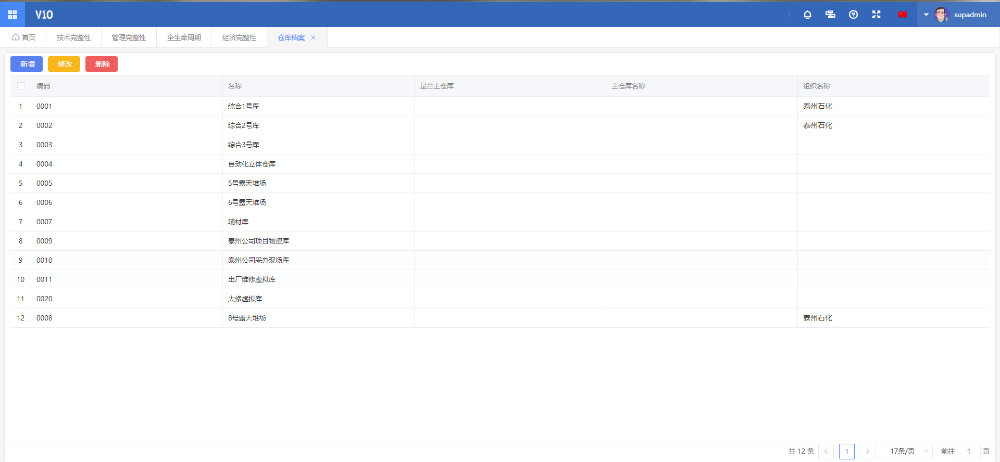 V10 supadmin
首页 技术完整性 管理完整性 全生命周期 经济完整性 仓库档案
新增 修改 删除
编码 名称 是否主仓库 主仓库名称 组织名称
1 0001 综合1号库 泰州石化
2 0002 综合2号库 泰州石化
3 0003 综合3号库
4 0004 自动化立体仓库
5 0005 5号露天堆场
6 0006 6号露天堆场
7 0007 辅材库
8 0009 泰州公司项目物资库
9 0010 泰州公司采办现场库
10 0011 出厂维修虚拟库
11 0020 大修虚拟库
12 0008 8号露天堆场 泰州石化
共 12 条 1 17条/页 前往 1 页